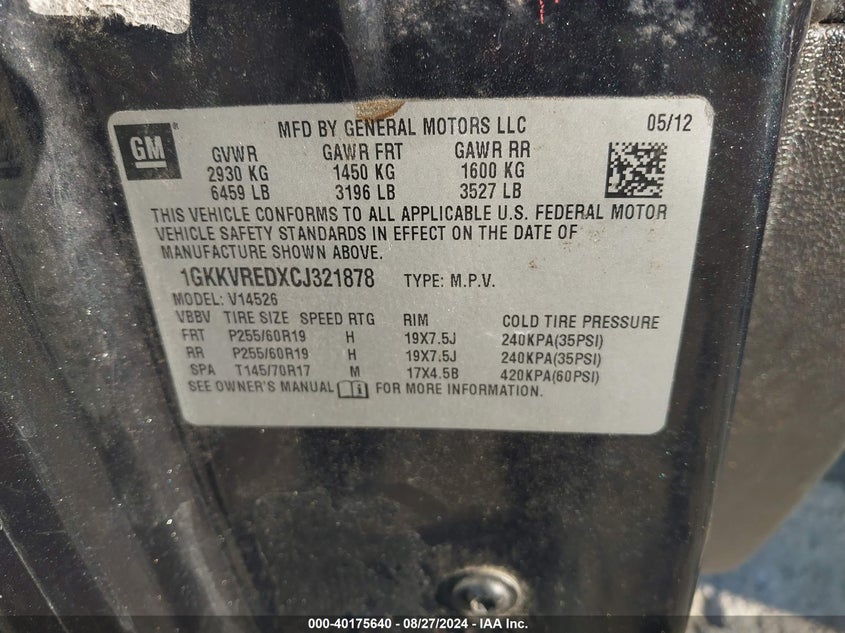 GM
MFD BY GENERAL MOTORS LLC 05/12
GVWR GAWR FRT GAWR RR
2930 KG 1450 KG 1600 KG
6459 LB 3196 LB 3527 LB
THIS VEHICLE CONFORMS TO ALL APPLICABLE U.S. FEDERAL MOTOR
VEHICLE SAFETY STANDARDS IN EFFECT ON THE DATE OF
MANUFACTURE SHOWN ABOVE.
1GKKVREDXCJ321878 TYPE: M.P.V.
MODEL: V14526
VBBV TIRE SIZE SPEED RTG RIM COLD TIRE PRESSURE
FRT P255/60R19 H 19X7.5J 240KPA(35PSI)
RR P255/60R19 H 19X7.5J 240KPA(35PSI)
SPA T145/70R17 M 17X4.5B 420KPA(60PSI)
SEE OWNER'S MANUAL FOR MORE INFORMATION.
000-40175640 - 08/27/2024 - IAA Inc.